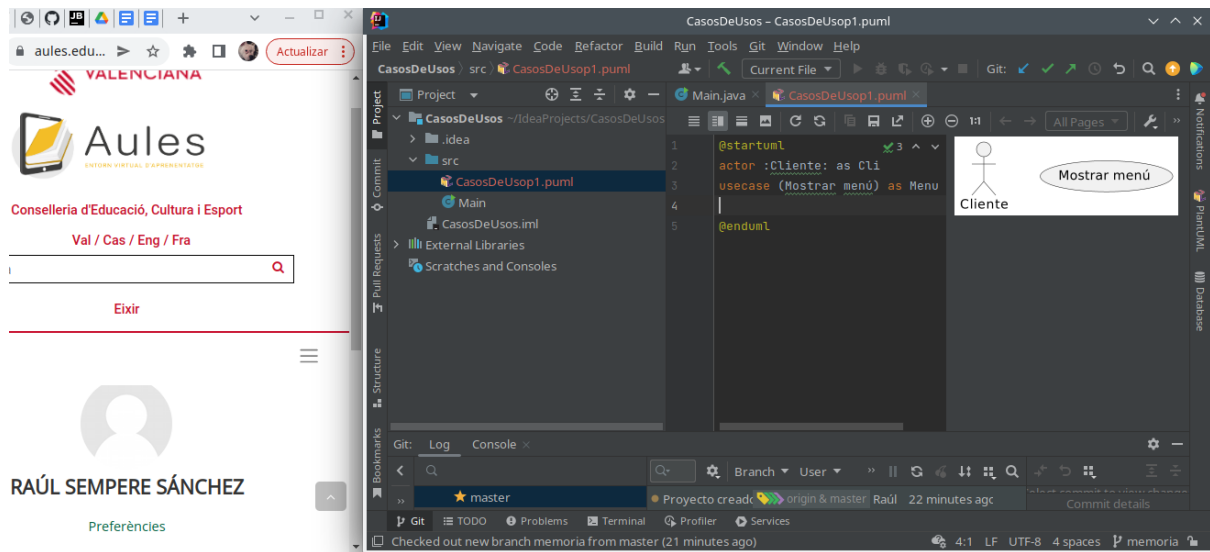 aules.edu...
Actualizar
VALENCIANA
Aules
ENTORN VIRTUAL D'APRENENTATGE
Conselleria d'Educació, Cultura i Esport
Val / Cas / Eng / Fra
Eixir
RAÚL SEMPERE SÁNCHEZ
Preferències
CasosDeUsos – CasosDeUsop1.puml
File Edit View Navigate Code Refactor Build Run Tools Git Window Help
CasosDeUsos src CasosDeUsop1.puml
Current File
Git:
Project
Main.java
CasosDeUsop1.puml
CasosDeUsos ~/IdeaProjects/CasosDeUsos
.idea
src
CasosDeUsop1.puml
Main
CasosDeUsos.iml
External Libraries
Scratches and Consoles
Project
Commit
Pull Requests
Structure
Bookmarks
1:1
All Pages
1 @startuml
3
2 actor :Cliente: as Cli
3 usecase (Mostrar menú) as Menu
4
5 @enduml
Cliente
Mostrar menú
Notifications
PlantUML
Database
Git: Log Console
Branch User
master
Proyecto creado origin & master Raúl 22 minutes ago
Commit details
Git TODO Problems Terminal Profiler Services
Checked out new branch memoria from master (21 minutes ago)
4:1 LF UTF-8 4 spaces memoria